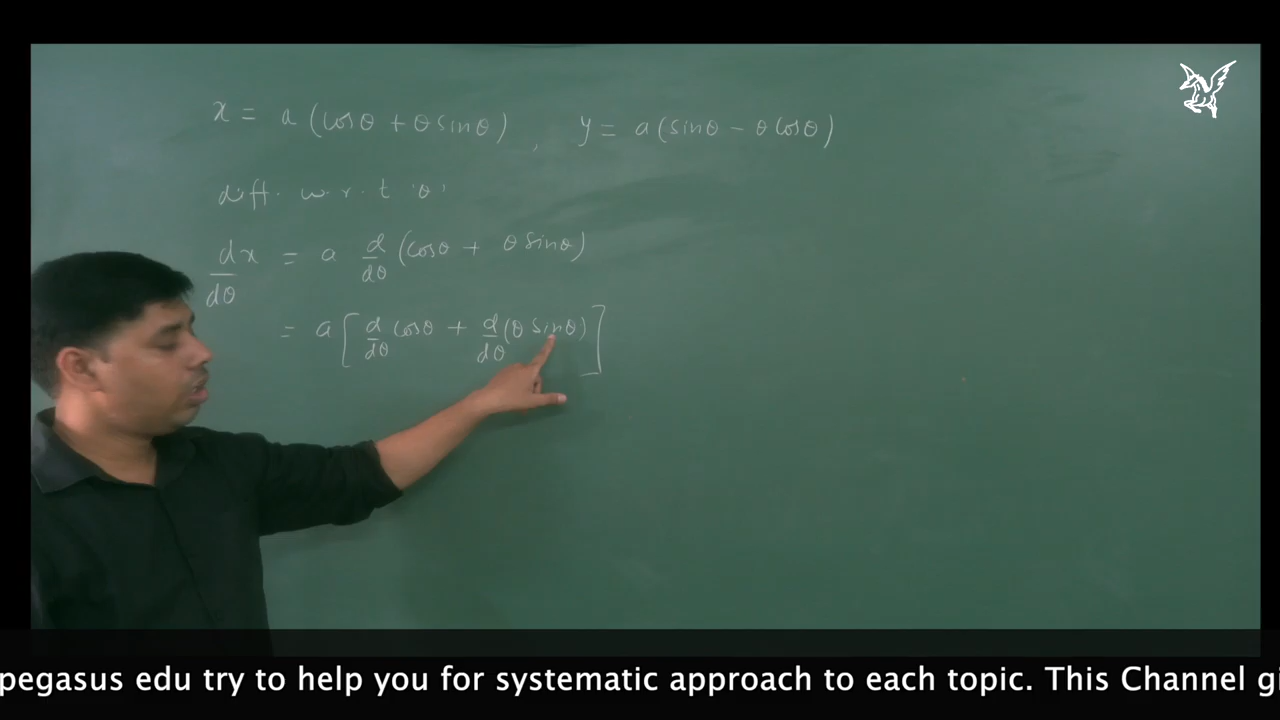 x = a (cosθ + θ sinθ) , y = a (sinθ - θ cosθ)
diff. w.r.t 'θ'
dx/dθ = a d/dθ (cosθ + θ sinθ)
= a [ d/dθ cosθ + d/dθ (θ sinθ) ]
pegasus edu try to help you for systematic approach to each topic. This Channel gi